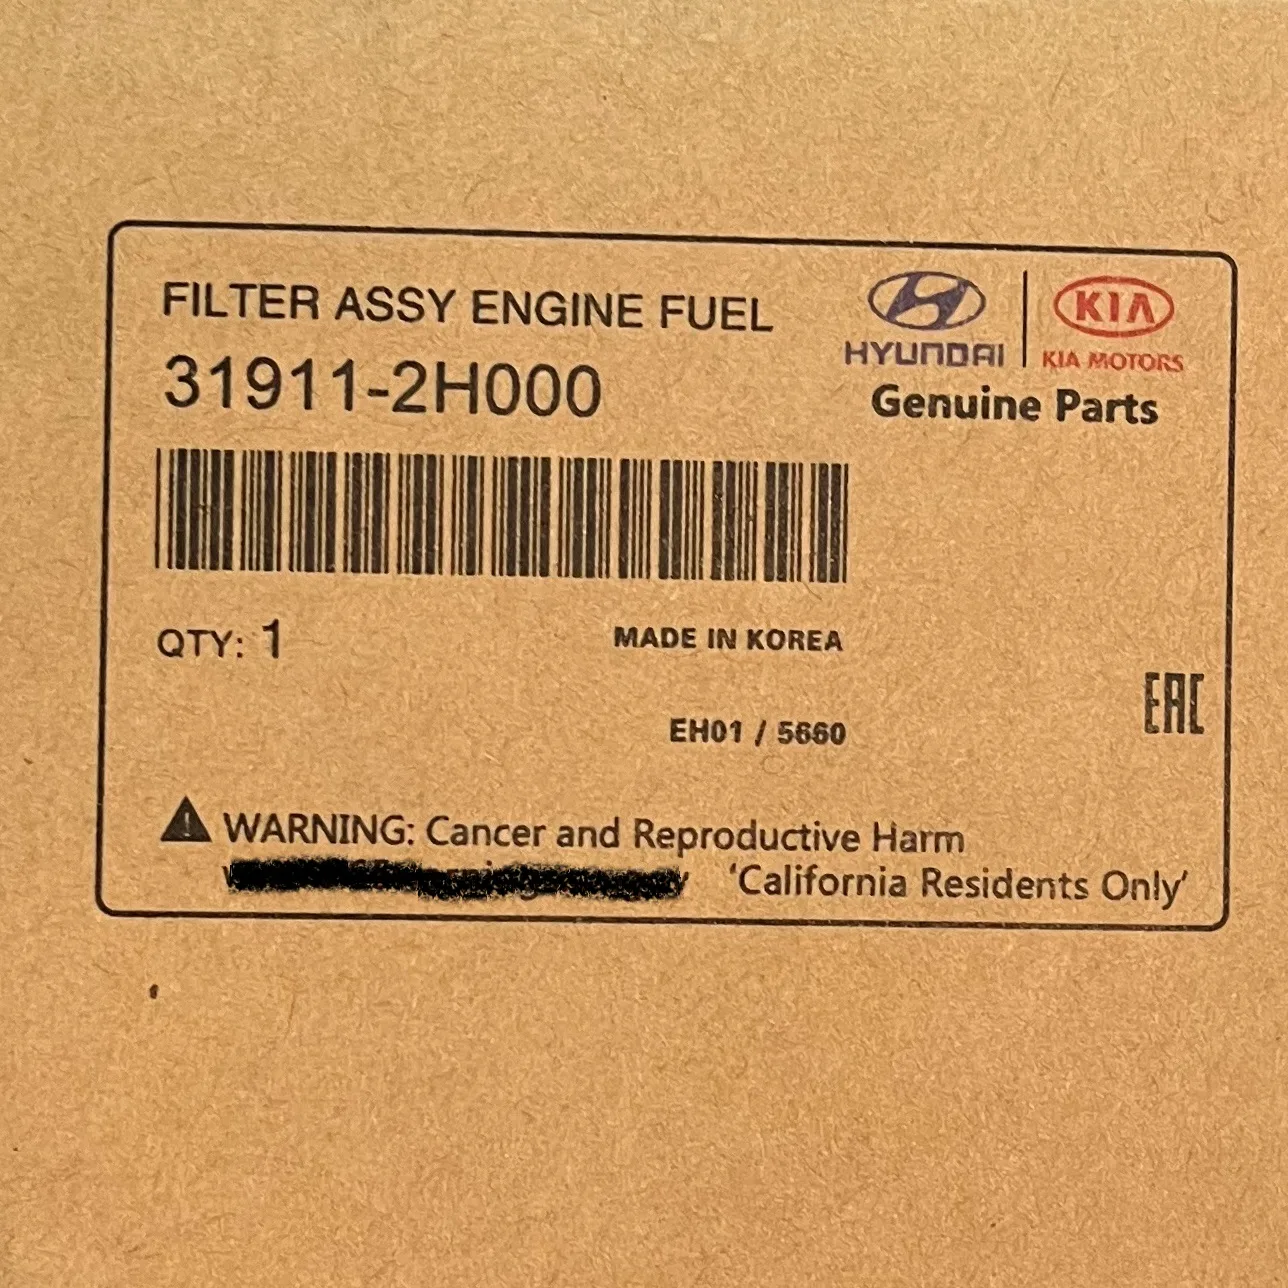 FILTER ASSY ENGINE FUEL
31911-2H000
HYUNDAI
KIA
KIA MOTORS
Genuine Parts
QTY: 1
MADE IN KOREA
EH01 / 5660
EAC
WARNING: Cancer and Reproductive Harm
'California Residents Only'